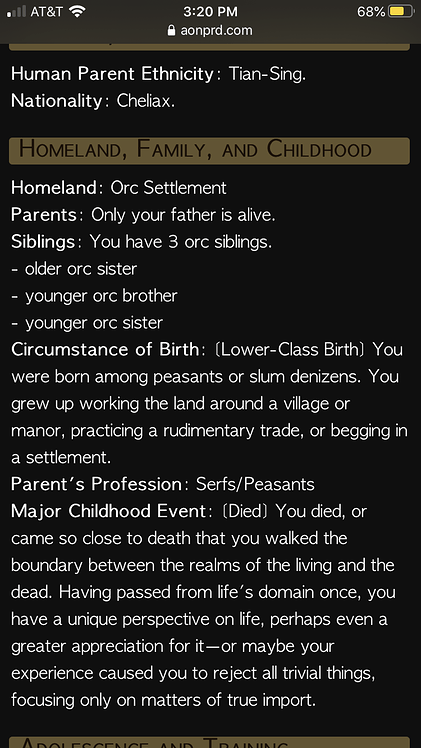 AT&T 3:20 PM 68%
aonprd.com
Human Parent Ethnicity: Tian-Sing.
Nationality: Cheliax.
Homeland, Family, and Childhood
Homeland: Orc Settlement
Parents: Only your father is alive.
Siblings: You have 3 orc siblings.
- older orc sister
- younger orc brother
- younger orc sister
Circumstance of Birth: (Lower-Class Birth) You
were born among peasants or slum denizens. You
grew up working the land around a village or
manor, practicing a rudimentary trade, or begging in
a settlement.
Parent's Profession: Serfs/Peasants
Major Childhood Event: (Died) You died, or
came so close to death that you walked the
boundary between the realms of the living and the
dead. Having passed from life's domain once, you
have a unique perspective on life, perhaps even a
greater appreciation for it—or maybe your
experience caused you to reject all trivial things,
focusing only on matters of true import.
Adolescence and Training